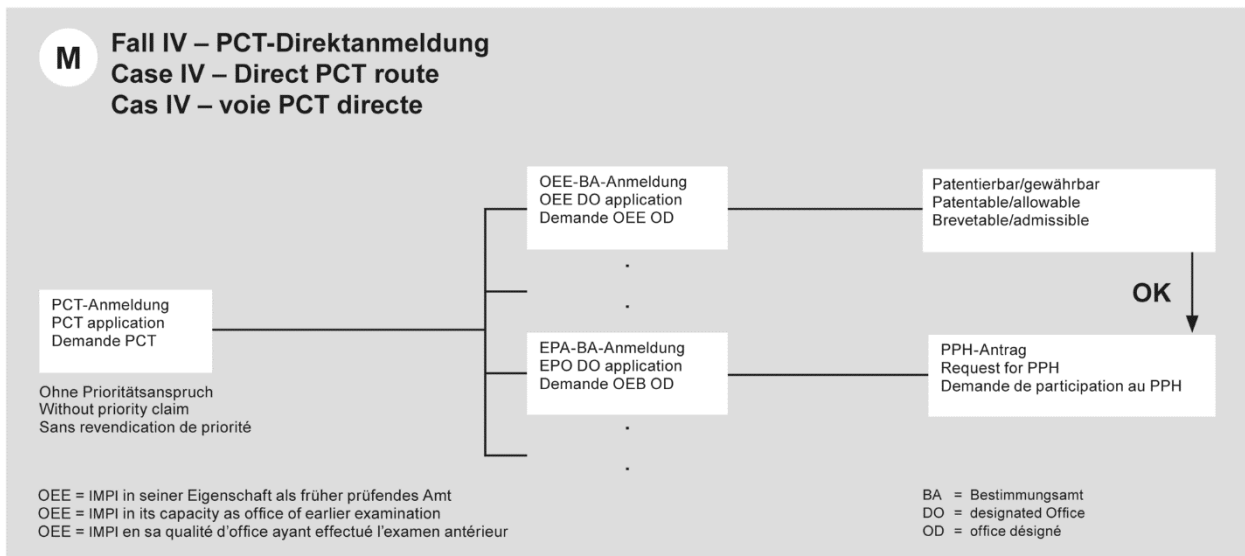 M
Fall IV – PCT-Direktanmeldung
Case IV – Direct PCT route
Cas IV – voie PCT directe
OEE-BA-Anmeldung
OEE DO application
Demande OEE OD
Patentierbar/gewährbar
Patentable/allowable
Brevetable/admissible
OK
PCT-Anmeldung
PCT application
Demande PCT
Ohne Prioritätsanspruch
Without priority claim
Sans revendication de priorité
EPA-BA-Anmeldung
EPO DO application
Demande OEB OD
PPH-Antrag
Request for PPH
Demande de participation au PPH
OEE = IMPI in seiner Eigenschaft als früher prüfendes Amt
OEE = IMPI in its capacity as office of earlier examination
OEE = IMPI en sa qualité d'office ayant effectué l'examen antérieur
BA = Bestimmungsamt
DO = designated Office
OD = office désigné